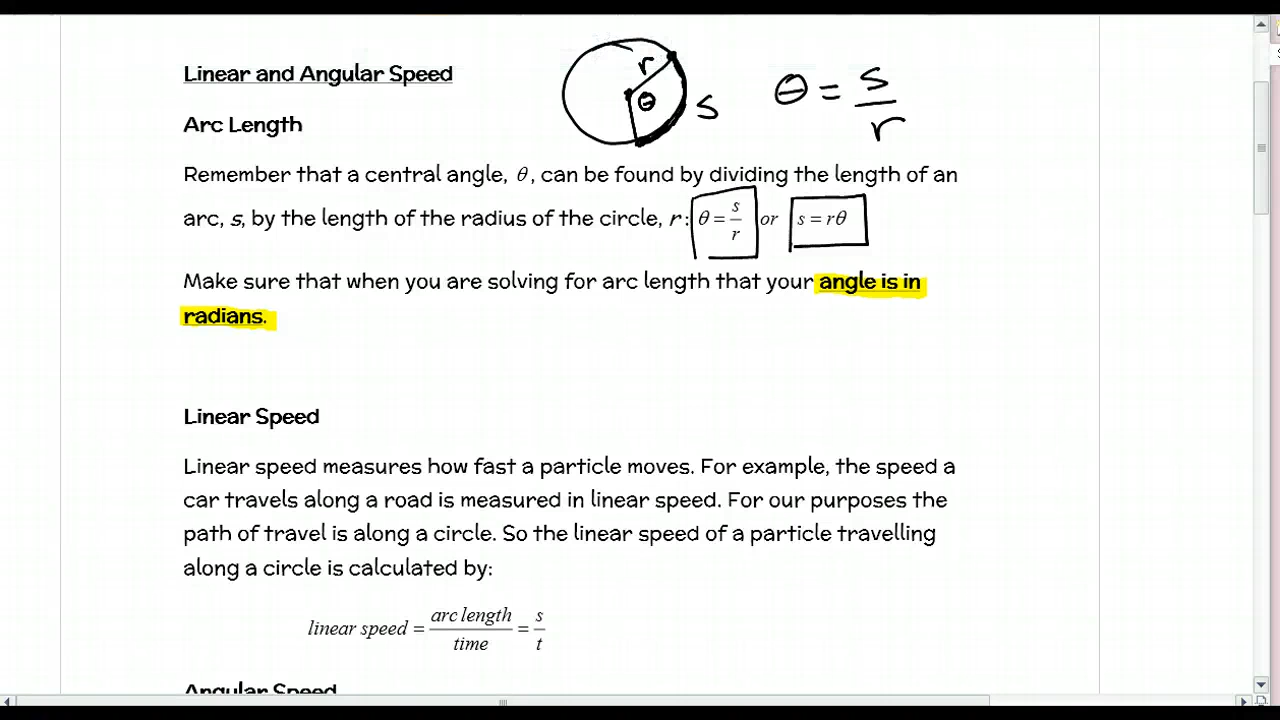 Linear and Angular Speed
r
θ
s
θ = s/r
Arc Length
Remember that a central angle, θ, can be found by dividing the length of an
arc, s, by the length of the radius of the circle, r: θ = s/r or s = rθ
Make sure that when you are solving for arc length that your angle is in
radians.
Linear Speed
Linear speed measures how fast a particle moves. For example, the speed a
car travels along a road is measured in linear speed. For our purposes the
path of travel is along a circle. So the linear speed of a particle travelling
along a circle is calculated by:
linear speed = arc length/time = s/t
Angular Speed